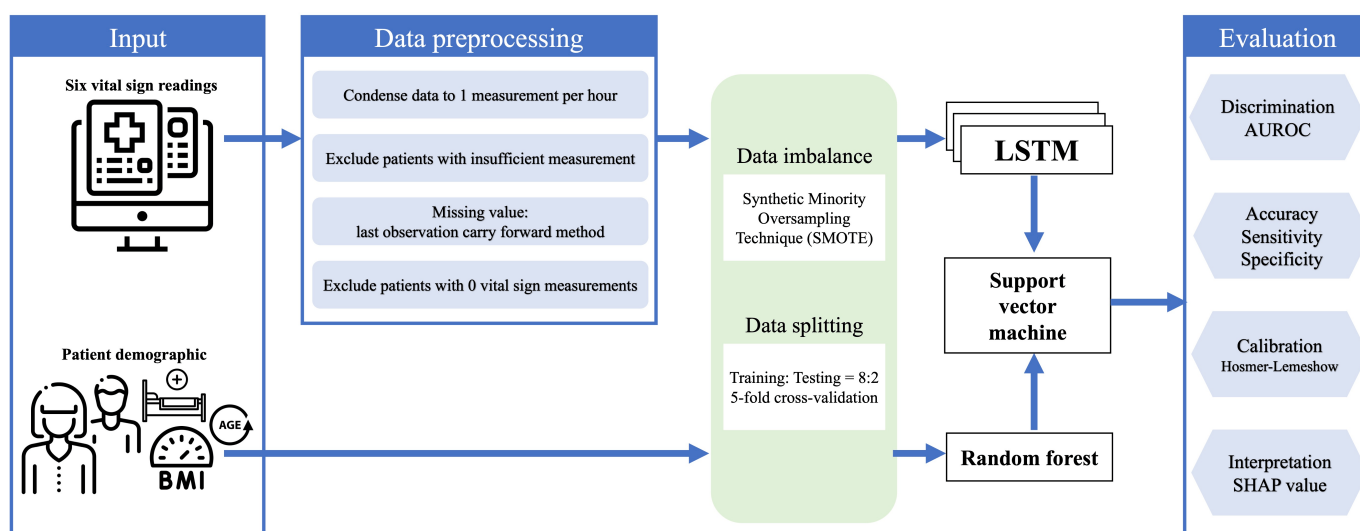 Input
Six vital sign readings
Patient demographic
AGE
BMI
Data preprocessing
Condense data to 1 measurement per hour
Exclude patients with insufficient measurement
Missing value:
last observation carry forward method
Exclude patients with 0 vital sign measurements
Data imbalance
Synthetic Minority
Oversampling
Technique (SMOTE)
Data splitting
Training: Testing = 8:2
5-fold cross-validation
LSTM
Support
vector
machine
Random forest
Evaluation
Discrimination
AUROC
Accuracy
Sensitivity
Specificity
Calibration
Hosmer-Lemeshow
Interpretation
SHAP value